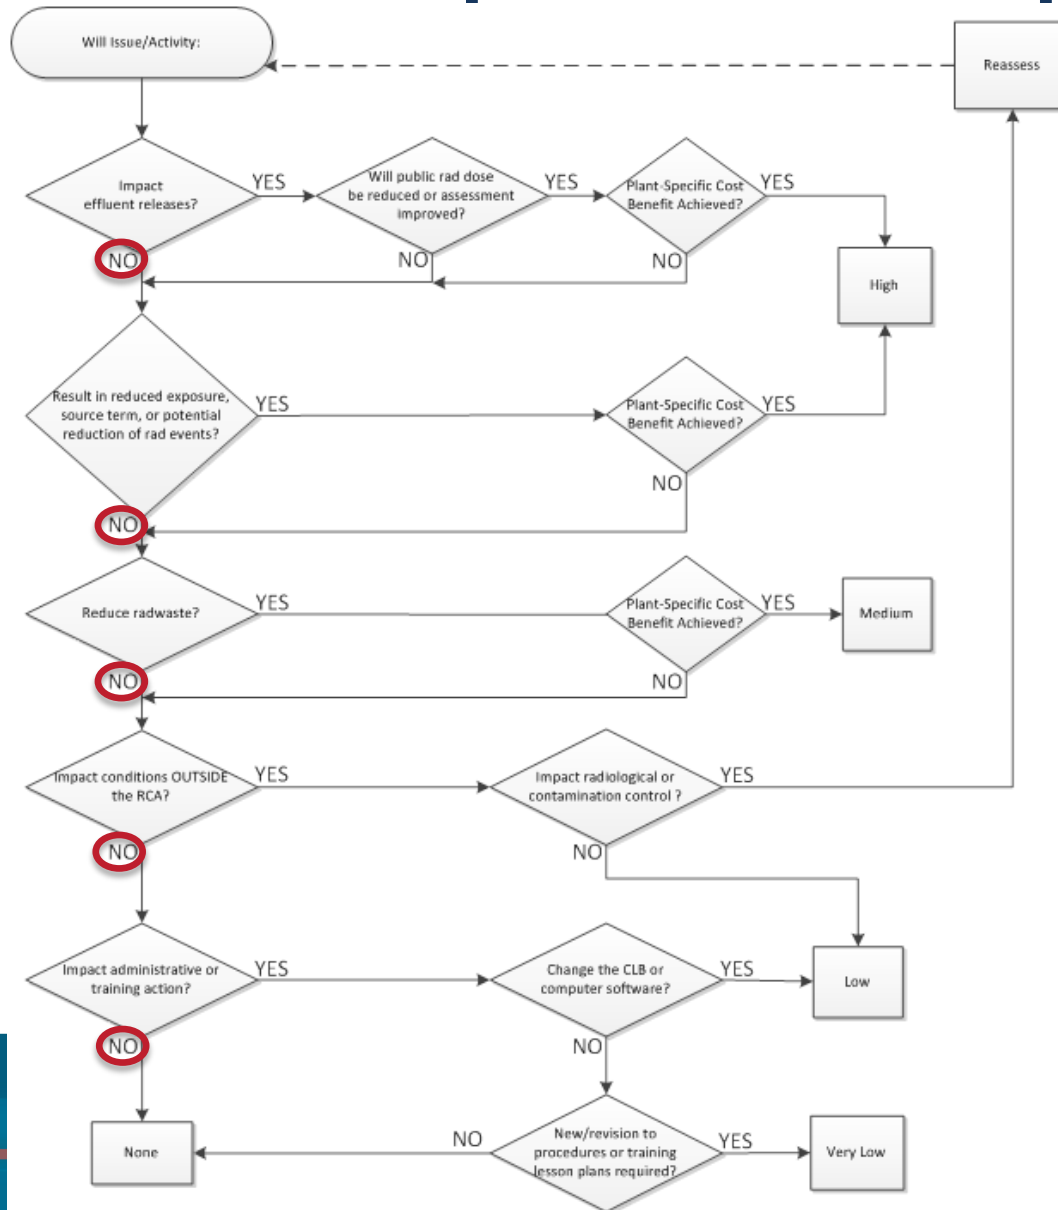 Will Issue/Activity:
Reassess
Impact
effluent releases?
YES
Will public rad dose
be reduced or assessment
improved?
YES
Plant-Specific Cost
Benefit Achieved?
YES
NO
NO
NO
High
Result in reduced exposure,
source term, or potential
reduction of rad events?
YES
Plant-Specific Cost
Benefit Achieved?
YES
NO
NO
Reduce radwaste?
YES
Plant-Specific Cost
Benefit Achieved?
YES
Medium
NO
NO
Impact conditions OUTSIDE
the RCA?
YES
Impact radiological or
contamination control ?
YES
NO
NO
Impact administrative or
training action?
YES
Change the CLB or
computer software?
YES
Low
NO
NO
None
NO
New/revision to
procedures or training
lesson plans required?
YES
Very Low